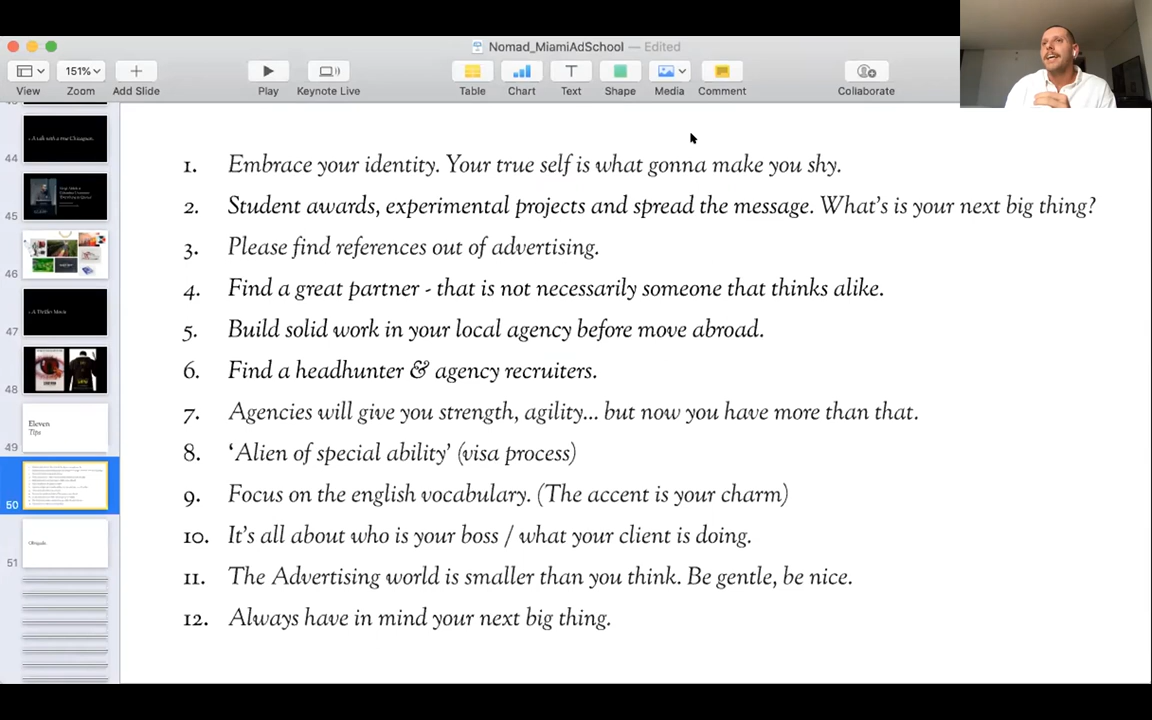 Nomad_MiamiAdSchool — Edited
151%
View
Zoom
Add Slide
Play
Keynote Live
Table
Chart
Text
Shape
Media
Comment
Collaborate
44
45
46
47
A Thriller Movie
48
49
Eleven
Tips
50
51
Obrigado.
1. Embrace your identity. Your true self is what gonna make you shy.
2. Student awards, experimental projects and spread the message. What's is your next big thing?
3. Please find references out of advertising.
4. Find a great partner - that is not necessarily someone that thinks alike.
5. Build solid work in your local agency before move abroad.
6. Find a headhunter & agency recruiters.
7. Agencies will give you strength, agility... but now you have more than that.
8. 'Alien of special ability' (visa process)
9. Focus on the english vocabulary. (The accent is your charm)
10. It's all about who is your boss / what your client is doing.
11. The Advertising world is smaller than you think. Be gentle, be nice.
12. Always have in mind your next big thing.